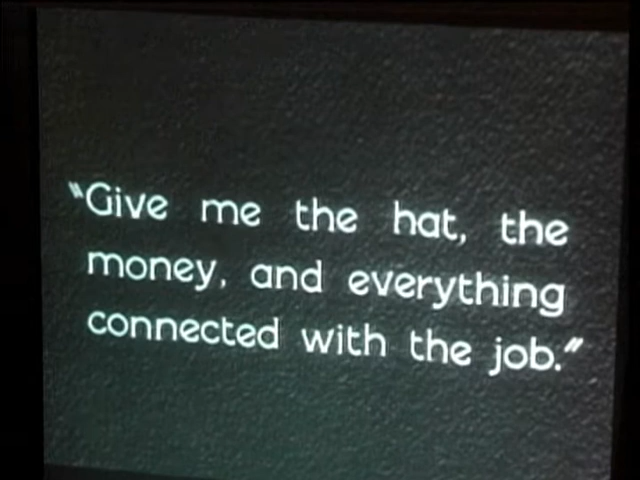 "Give me the hat, the
money, and everything
connected with the job."